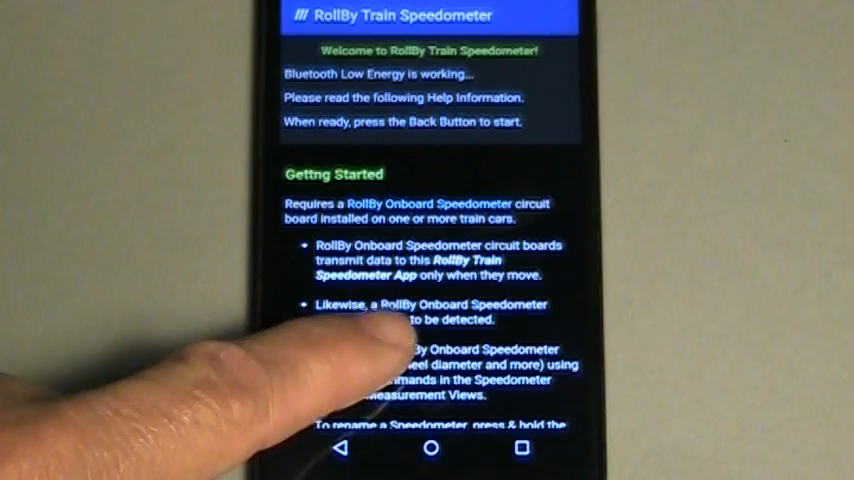 RollBy Train Speedometer
Welcome to RollBy Train Speedometer!
Bluetooth Low Energy is working...
Please read the following Help Information.
When ready, press the Back Button to start.
Gettng Started
Requires a RollBy Onboard Speedometer circuit
board installed on one or more train cars.
• RollBy Onboard Speedometer circuit boards
transmit data to this RollBy Train
Speedometer App only when they move.
• Likewise, a RollBy Onboard Speedometer
to be detected.
By Onboard Speedometer
diameter and more) using
in the Speedometer
Measurement Views.
To rename a Speedometer, press & hold the